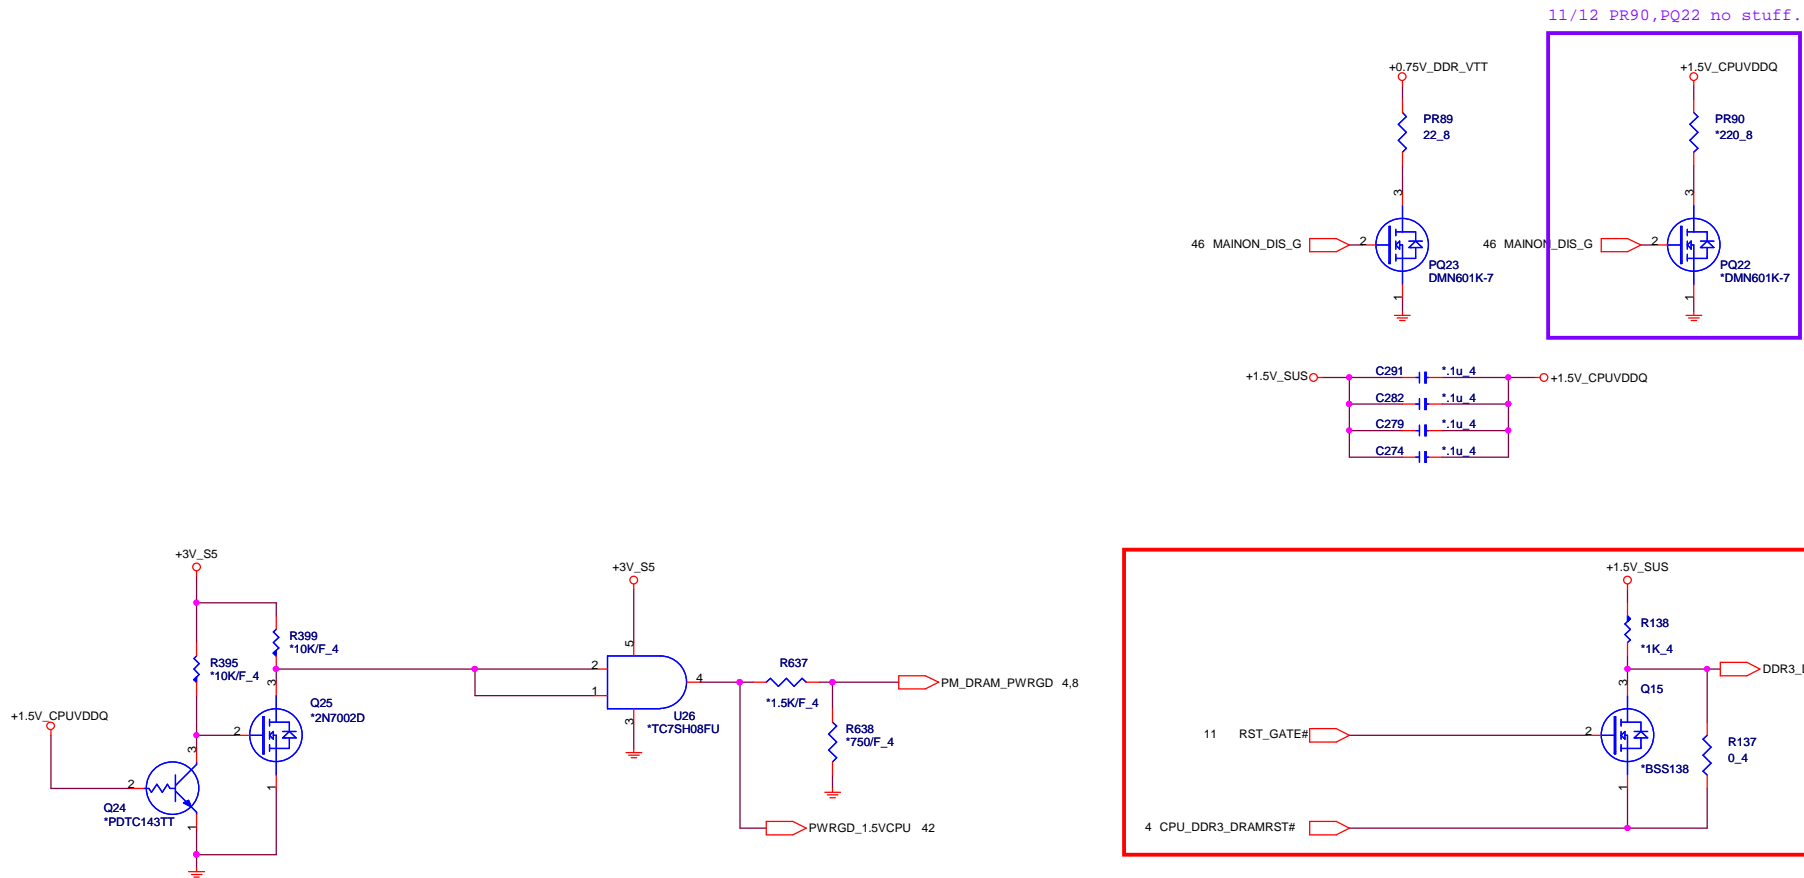 11/12 PR90,PQ22 no stuff.
+0.75V_DDR_VTT
PR89
22_8
3
46 MAINON_DIS_G
2
PQ23
DMN601K-7
1
+1.5V_CPUVDDQ
PR90
*220_8
3
46 MAINON_DIS_G
2
PQ22
*DMN601K-7
1
+1.5V_SUS
C291 *.1u_4
C282 *.1u_4
C279 *.1u_4
C274 *.1u_4
+1.5V_CPUVDDQ
+3V_S5
R399
*10K/F_4
R395
*10K/F_4
3
Q25
*2N7002D
2
1
+1.5V_CPUVDDQ
3
2
Q24
*PDTC143TT
1
+3V_S5
5
2
1
4
3
U26
*TC7SH08FU
R637
*1.5K/F_4
PM_DRAM_PWRGD 4,8
R638
*750/F_4
PWRGD_1.5VCPU 42
+1.5V_SUS
R138
*1K_4
3
Q15
11 RST_GATE#
2
*BSS138
1
R137
0_4
4 CPU_DDR3_DRAMRST#